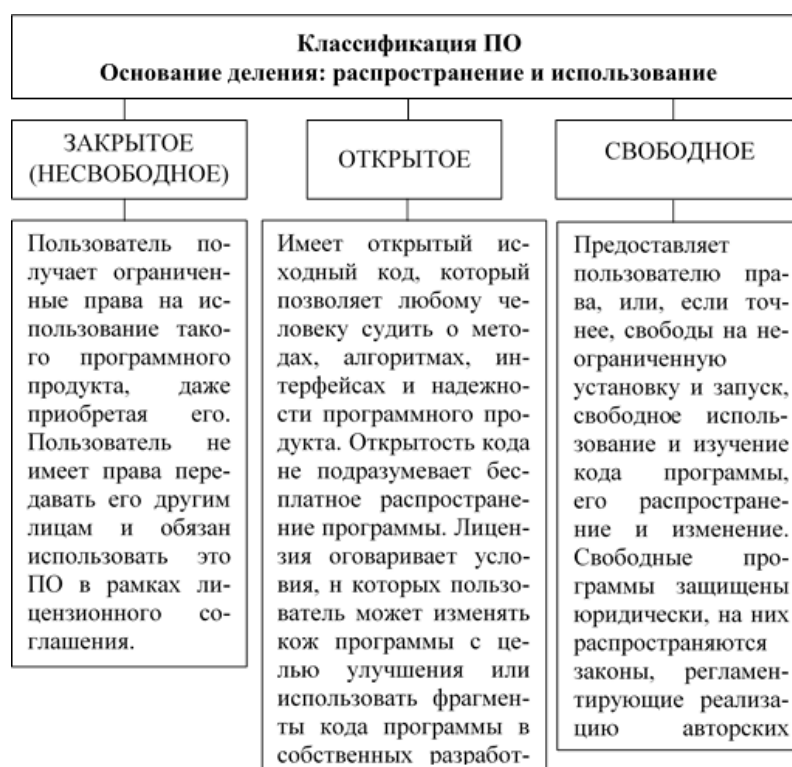 Классификация ПО
Основание деления: распространение и использование
ЗАКРЫТОЕ
(НЕСВОБОДНОЕ)
ОТКРЫТОЕ
СВОБОДНОЕ
Пользователь по-
лучает ограничен-
ные права на ис-
пользование тако-
го программного
продукта, даже
приобретая его.
Пользователь не
имеет права пере-
давать его другим
лицам и обязан
использовать это
ПО в рамках ли-
цензионного со-
глашения.
Имеет открытый ис-
ходный код, который
позволяет любому че-
ловеку судить о мето-
дах, алгоритмах, ин-
терфейсах и надежно-
сти программного про-
дукта. Открытость кода
не подразумевает бес-
платное распростране-
ние программы. Лицен-
зия оговаривает усло-
вия, н которых пользо-
ватель может изменять
кож программы с це-
лью улучшения или
использовать фрагмен-
ты кода программы в
собственных разработ-
Предоставляет
пользователю пра-
ва, или, если точ-
нее, свободы на не-
ограниченную
установку и запуск,
свободное исполь-
зование и изучение
кода программы,
его распростране-
ние и изменение.
Свободные про-
граммы защищены
юридически, на них
распространяются
законы, регламен-
тирующие реализа-
цию авторских